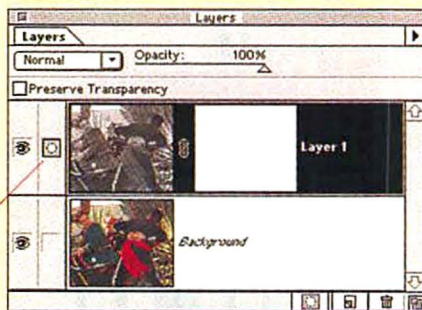 Layers
Layers
Normal Opacity: 100%
Preserve Transparency
Layer 1
Background